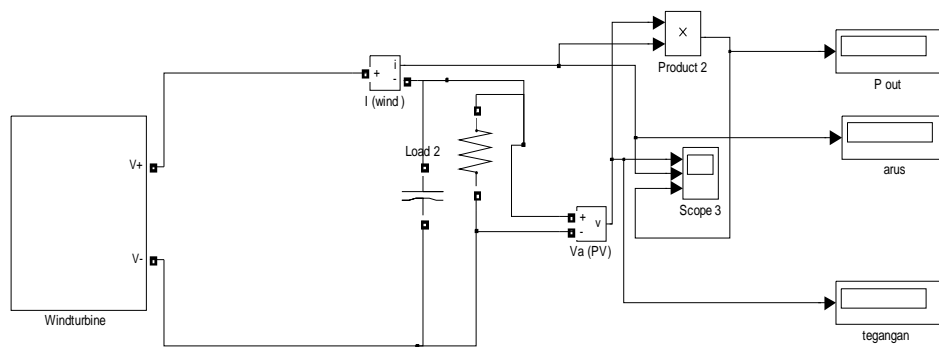 X
Product 2
P out
+
i
-
I (wind )
V+
Load 2
arus
Scope 3
+
v
-
Va (PV)
V-
Windturbine
tegangan